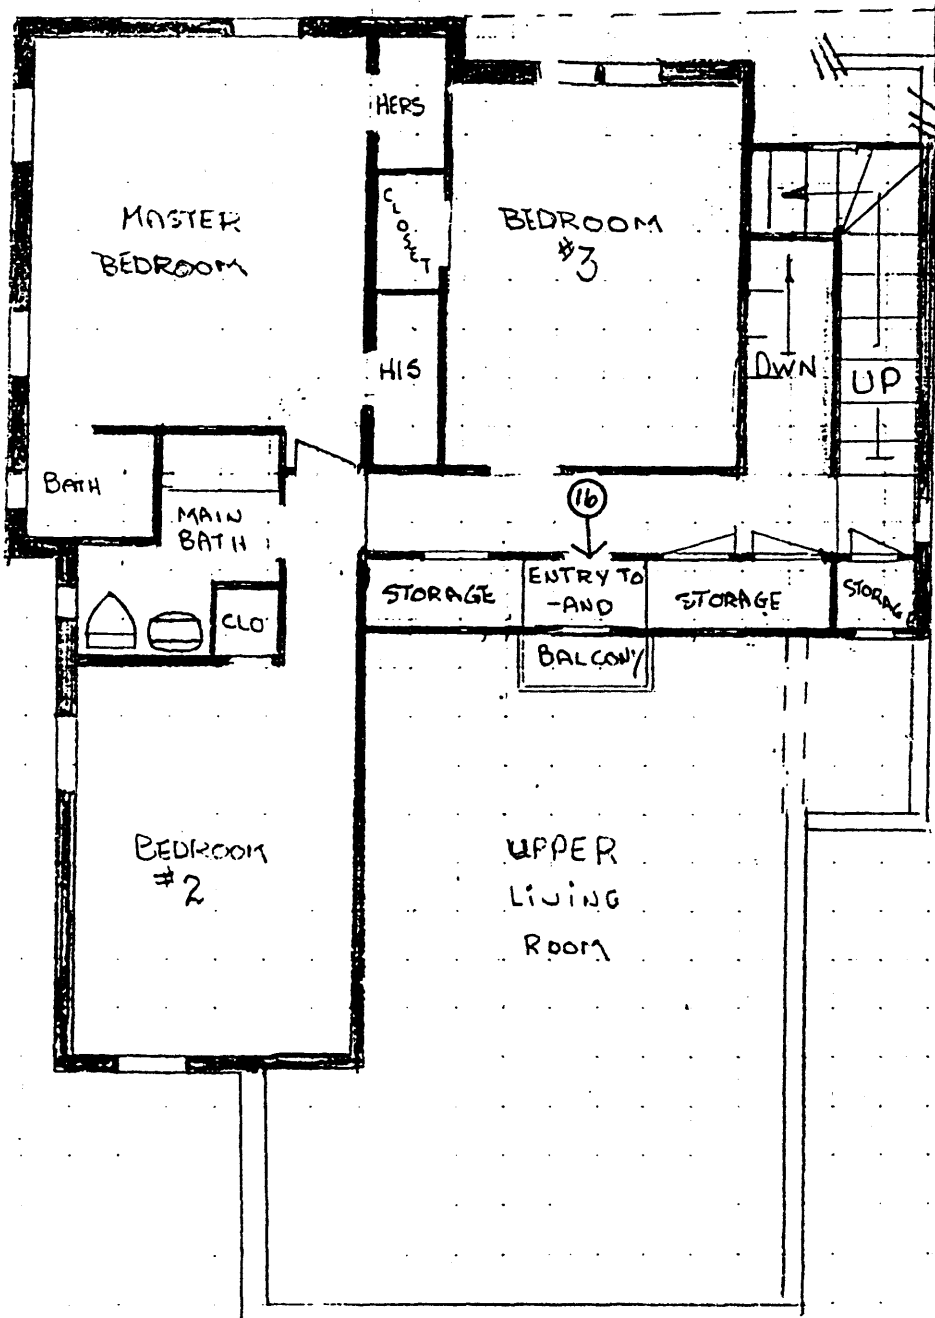 HERS
MASTER
BEDROOM
CLOSET
BEDROOM
#3
HIS
DWN
UP
BATH
MAIN
BATH
16
STORAGE
ENTRY TO
-AND
STORAGE
STORAGE
CLO
BALCONY
BEDROOM
#2
UPPER
LIVING
ROOM